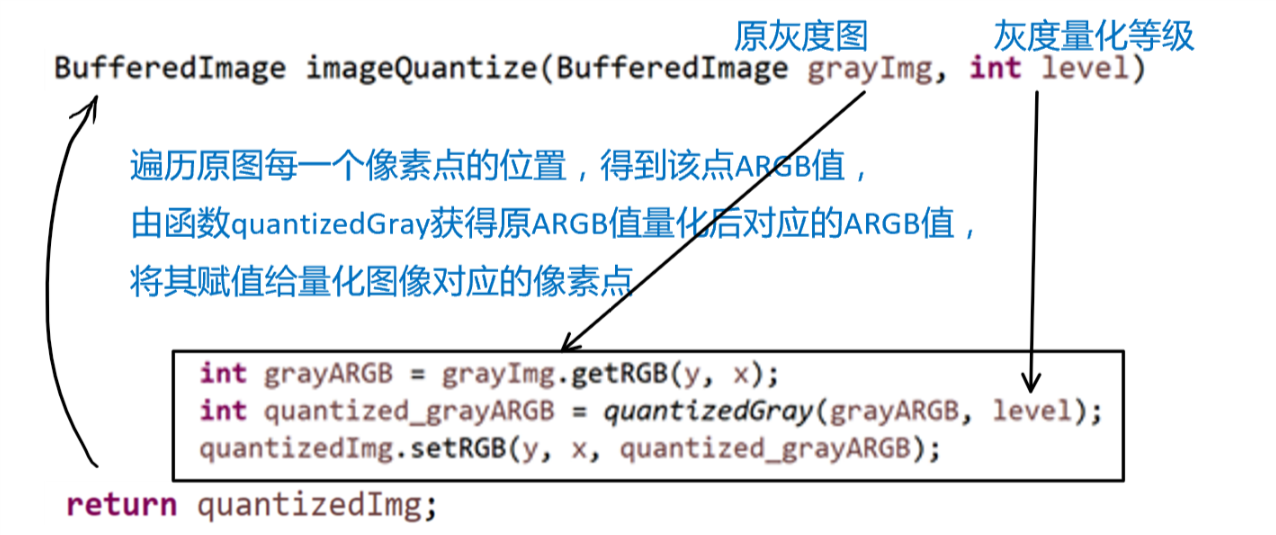 原灰度图 灰度量化等级
BufferedImage imageQuantize(BufferedImage grayImg, int level)
遍历原图每一个像素点的位置，得到该点ARGB值，
由函数quantizedGray获得原ARGB值量化后对应的ARGB值，
将其赋值给量化图像对应的像素点
int grayARGB = grayImg.getRGB(y, x);
int quantized_grayARGB = quantizedGray(grayARGB, level);
quantizedImg.setRGB(y, x, quantized_grayARGB);
return quantizedImg;